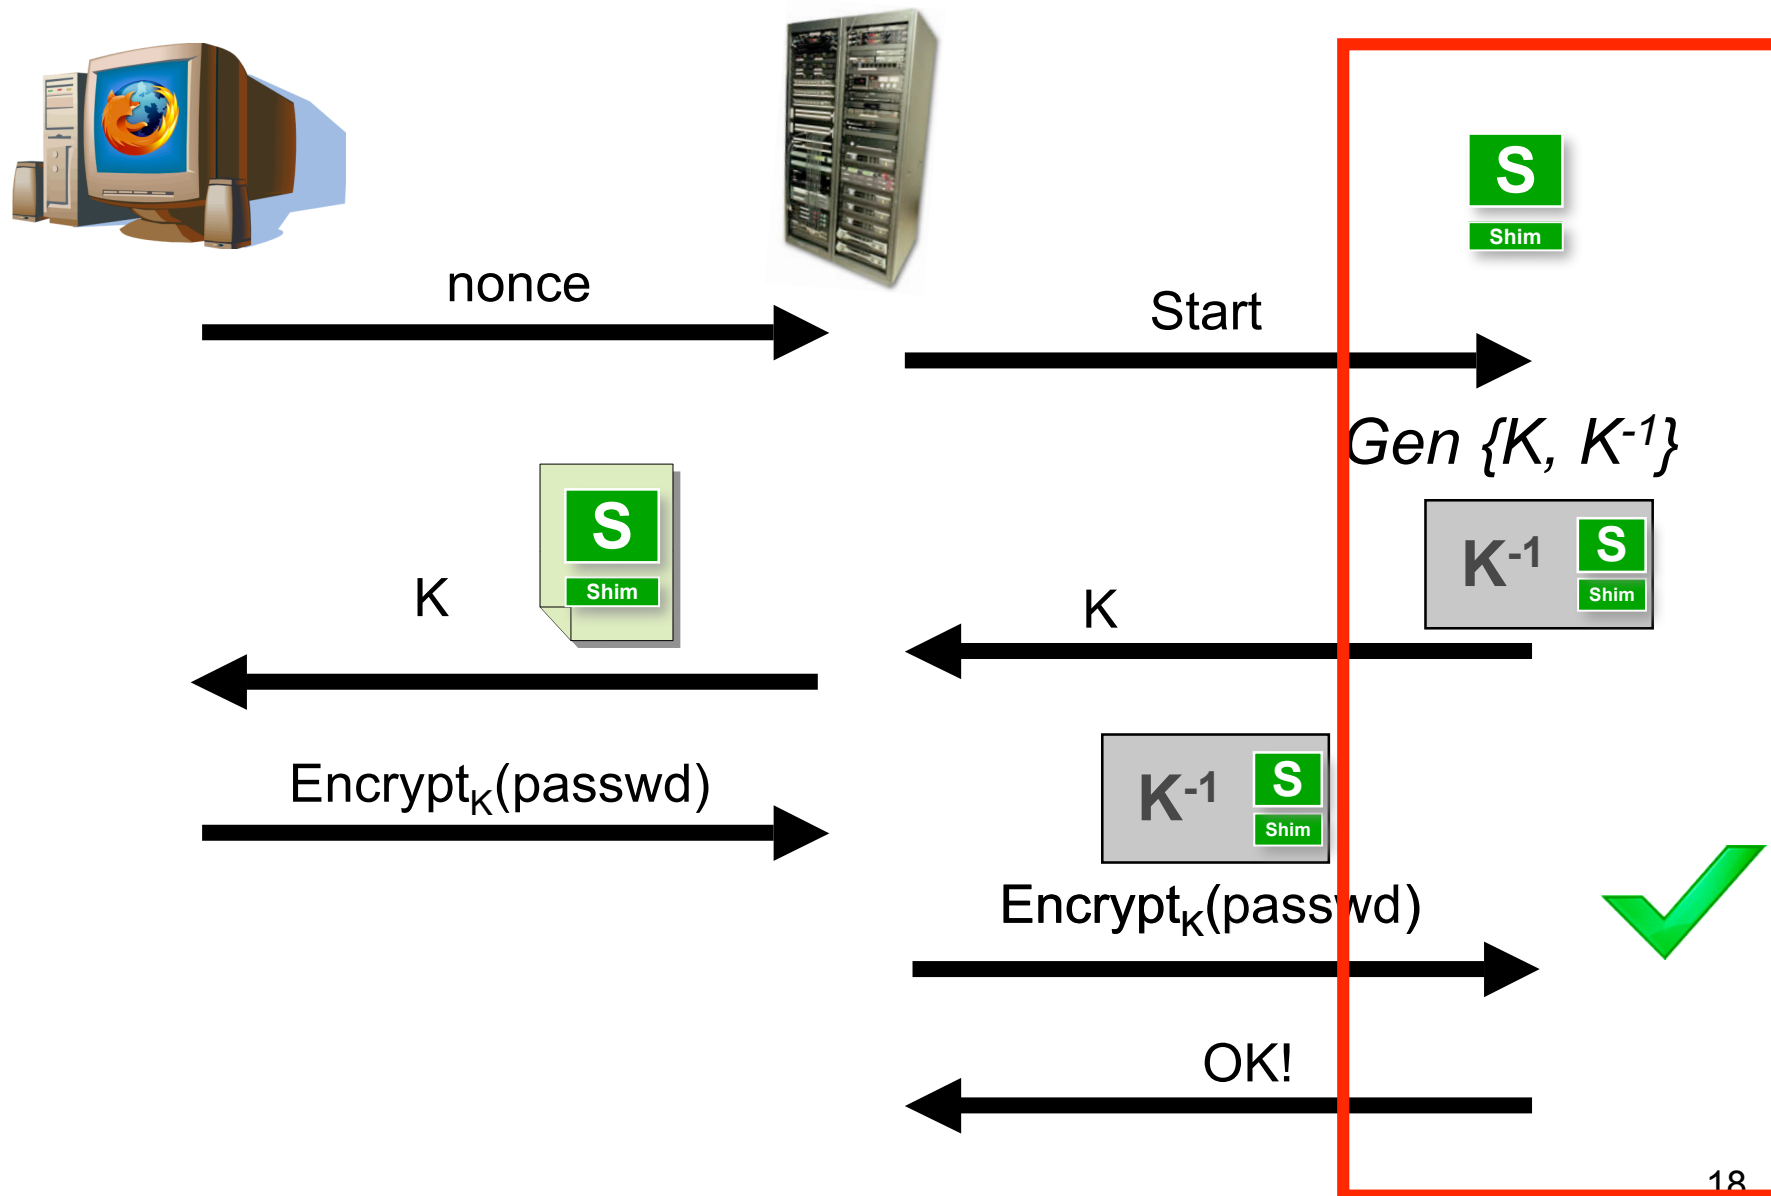 S
Shim
nonce
Start
Gen {K, K⁻¹}
S
Shim
K
K⁻¹
S
Shim
K
Encryptₖ(passwd)
K⁻¹
S
Shim
Encryptₖ(passwd)
OK!
18